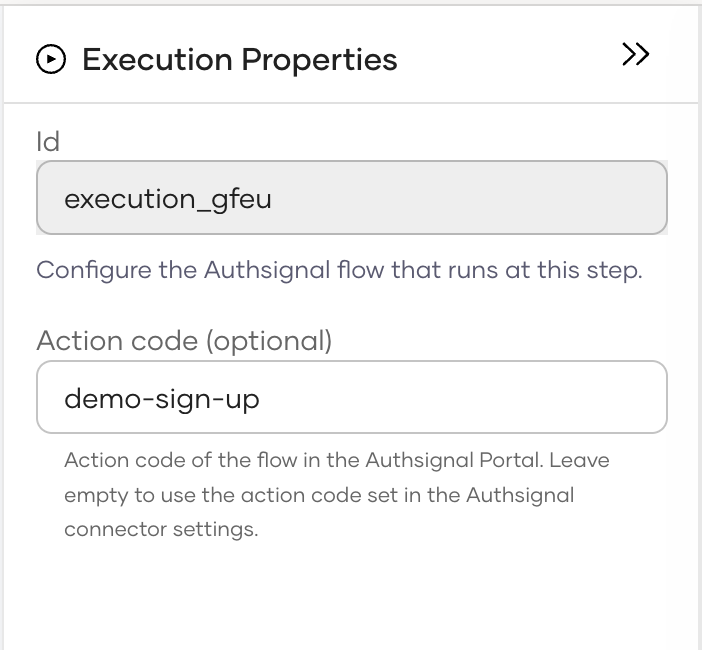 Execution Properties
Id
execution_gfeu
Configure the Authsignal flow that runs at this step.
Action code (optional)
demo-sign-up
Action code of the flow in the Authsignal Portal. Leave
empty to use the action code set in the Authsignal
connector settings.